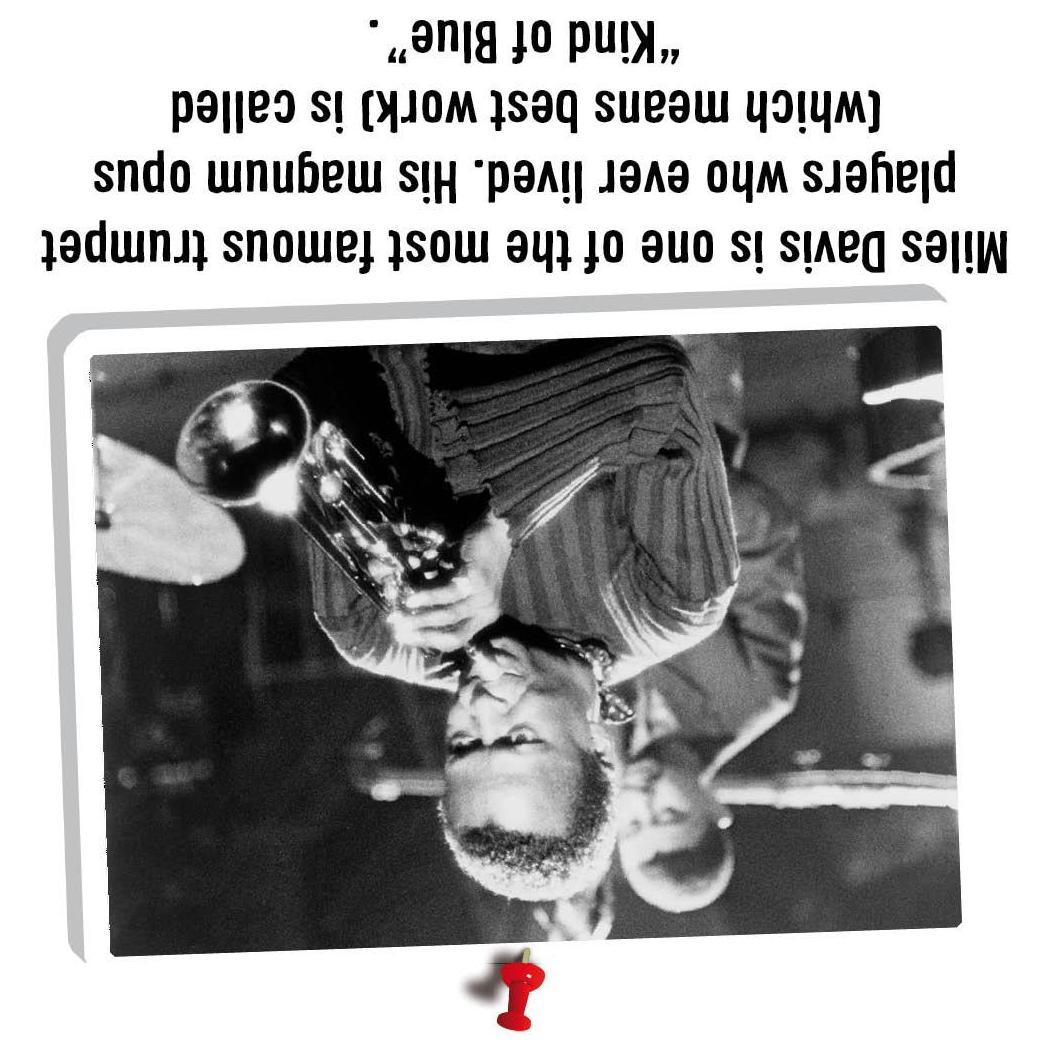 Miles Davis is one of the most famous trumpet
players who ever lived. His magnum opus
(which means best work) is called
“Kind of Blue”.